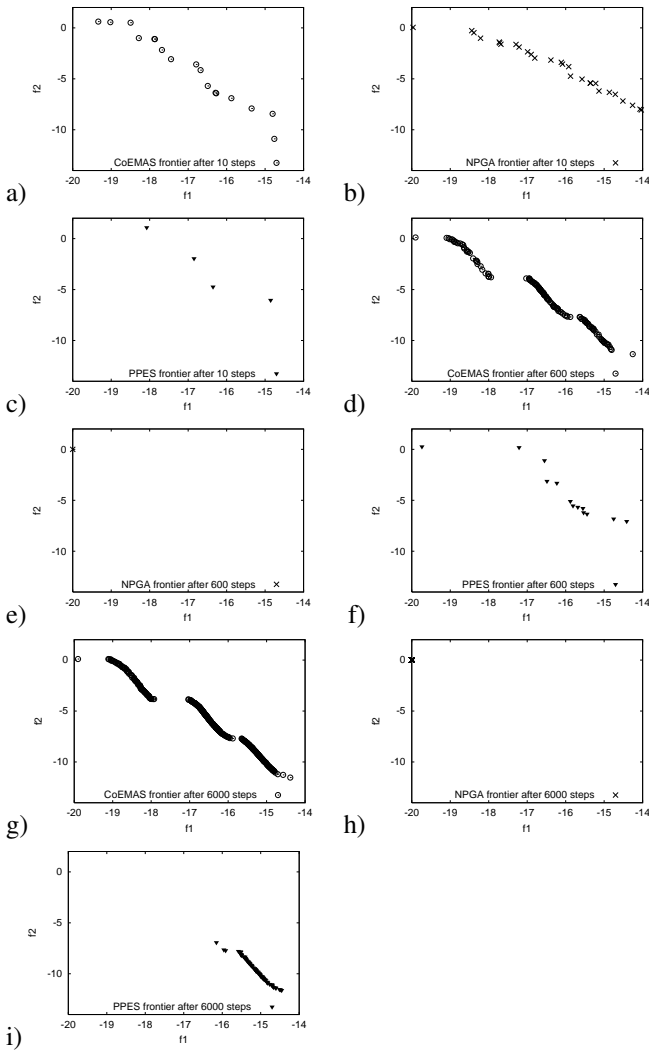 f2
0
-5
-10
CoEMAS frontier after 10 steps
-20 -19 -18 -17 -16 -15 -14
f1
a)
f2
0
-5
-10
NPGA frontier after 10 steps
-20 -19 -18 -17 -16 -15 -14
f1
b)
f2
0
-5
-10
PPES frontier after 10 steps
-20 -19 -18 -17 -16 -15 -14
f1
c)
f2
0
-5
-10
CoEMAS frontier after 600 steps
-20 -19 -18 -17 -16 -15 -14
f1
d)
f2
0
-5
-10
NPGA frontier after 600 steps
-20 -19 -18 -17 -16 -15 -14
f1
e)
f2
0
-5
-10
PPES frontier after 600 steps
-20 -19 -18 -17 -16 -15 -14
f1
f)
f2
0
-5
-10
CoEMAS frontier after 6000 steps
-20 -19 -18 -17 -16 -15 -14
f1
g)
f2
0
-5
-10
NPGA frontier after 6000 steps
-20 -19 -18 -17 -16 -15 -14
f1
h)
f2
0
-5
-10
PPES frontier after 6000 steps
-20 -19 -18 -17 -16 -15 -14
f1
i)